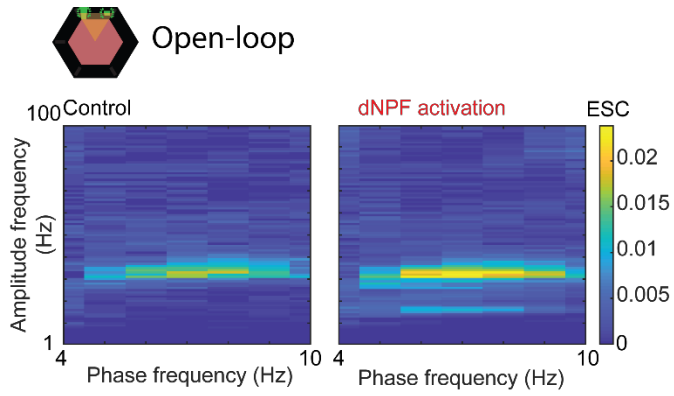 Open-loop
Control
dNPF activation
ESC
100
Amplitude frequency
(Hz)
1
4
10
Phase frequency (Hz)
4
10
Phase frequency (Hz)
0.02
0.015
0.01
0.005
0